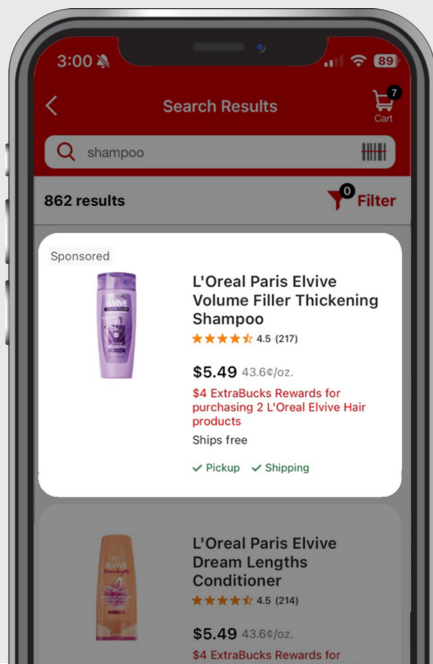 3:00
89
Search Results
7
Cart
shampoo
862 results
0
Filter
Sponsored
ELVIVE
L'Oreal Paris Elvive
Volume Filler Thickening
Shampoo
4.5 (217)
$5.49 43.6¢/oz.
$4 ExtraBucks Rewards for
purchasing 2 L'Oreal Elvive Hair
products
Ships free
Pickup
Shipping
ELVIVE
L'Oreal Paris Elvive
Dream Lengths
Conditioner
4.5 (214)
$5.49 43.6¢/oz.
$4 ExtraBucks Rewards for